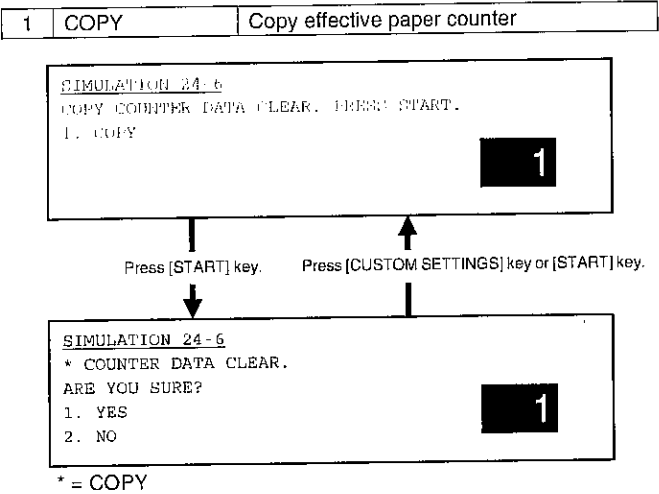 1 COPY Copy effective paper counter
SIMULATION 24-6
COPY COUNTER DATA CLEAR. PRESS START.
1. COPY
1
Press [START] key. Press [CUSTOM SETTINGS] key or [START] key.
SIMULATION 24-6
* COUNTER DATA CLEAR.
ARE YOU SURE?
1. YES
2. NO
1
* = COPY